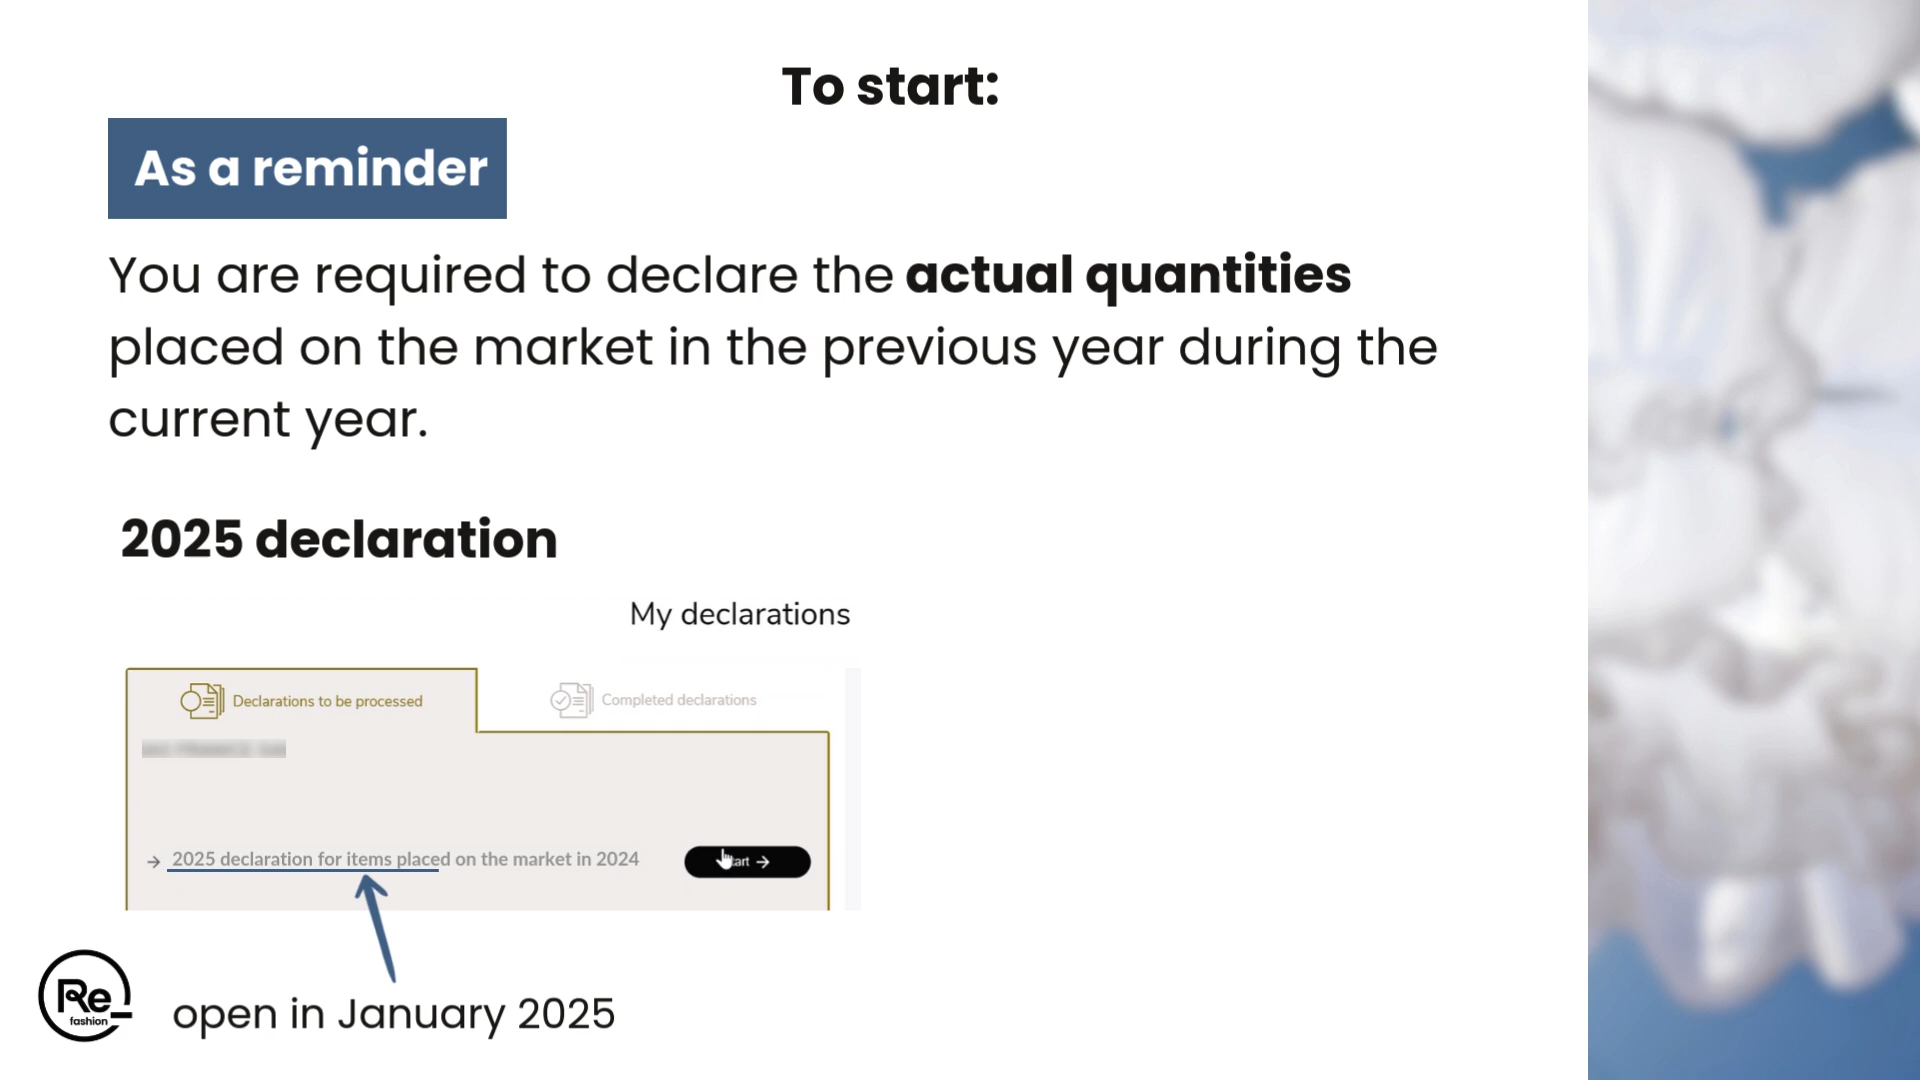 To start:
As a reminder
You are required to declare the actual quantities
placed on the market in the previous year during the
current year.
2025 declaration
My declarations
Declarations to be processed
Completed declarations
2025 declaration for items placed on the market in 2024
open in January 2025
Re_
fashion